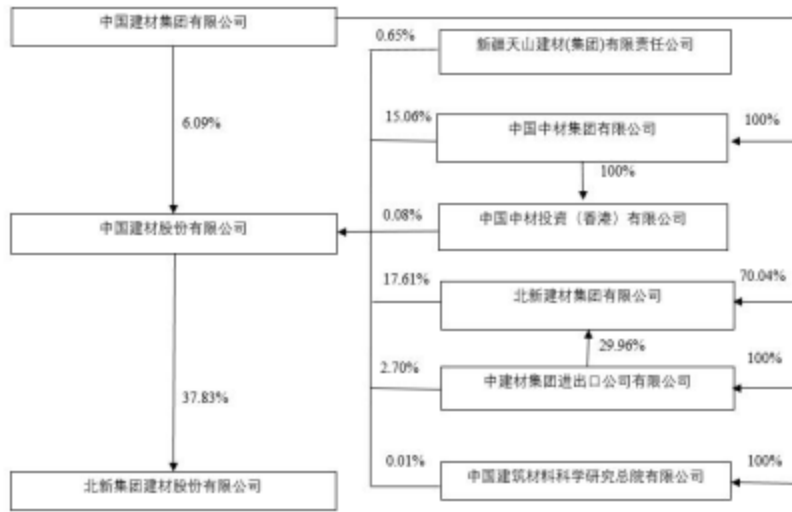 中国建材集团有限公司
0.65%
新疆天山建材(集团)有限责任公司
6.09%
15.06%
中国中材集团有限公司
100%
100%
中国建材股份有限公司
0.08%
中国中材投资（香港）有限公司
17.61%
北新建材集团有限公司
70.04%
29.96%
37.83%
2.70%
中建材集团进出口公司有限公司
100%
0.01%
中国建筑材料科学研究总院有限公司
100%
北新集团建材股份有限公司